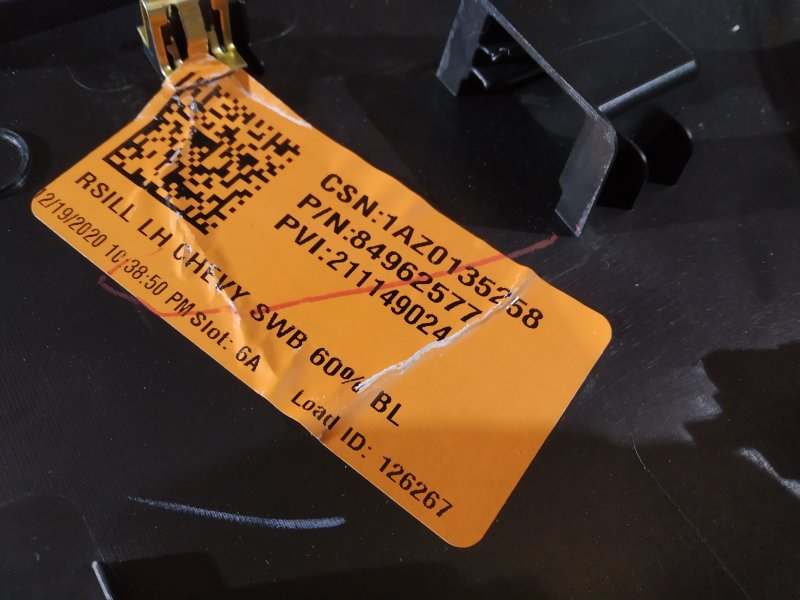 CSN:1AZ0135258
P/N:84962577
PVI:211149024
RSILL LH CHEVY SWB 60% BL
12/19/2020 10:38:50 PM Slot: 6A
Load ID: 126267